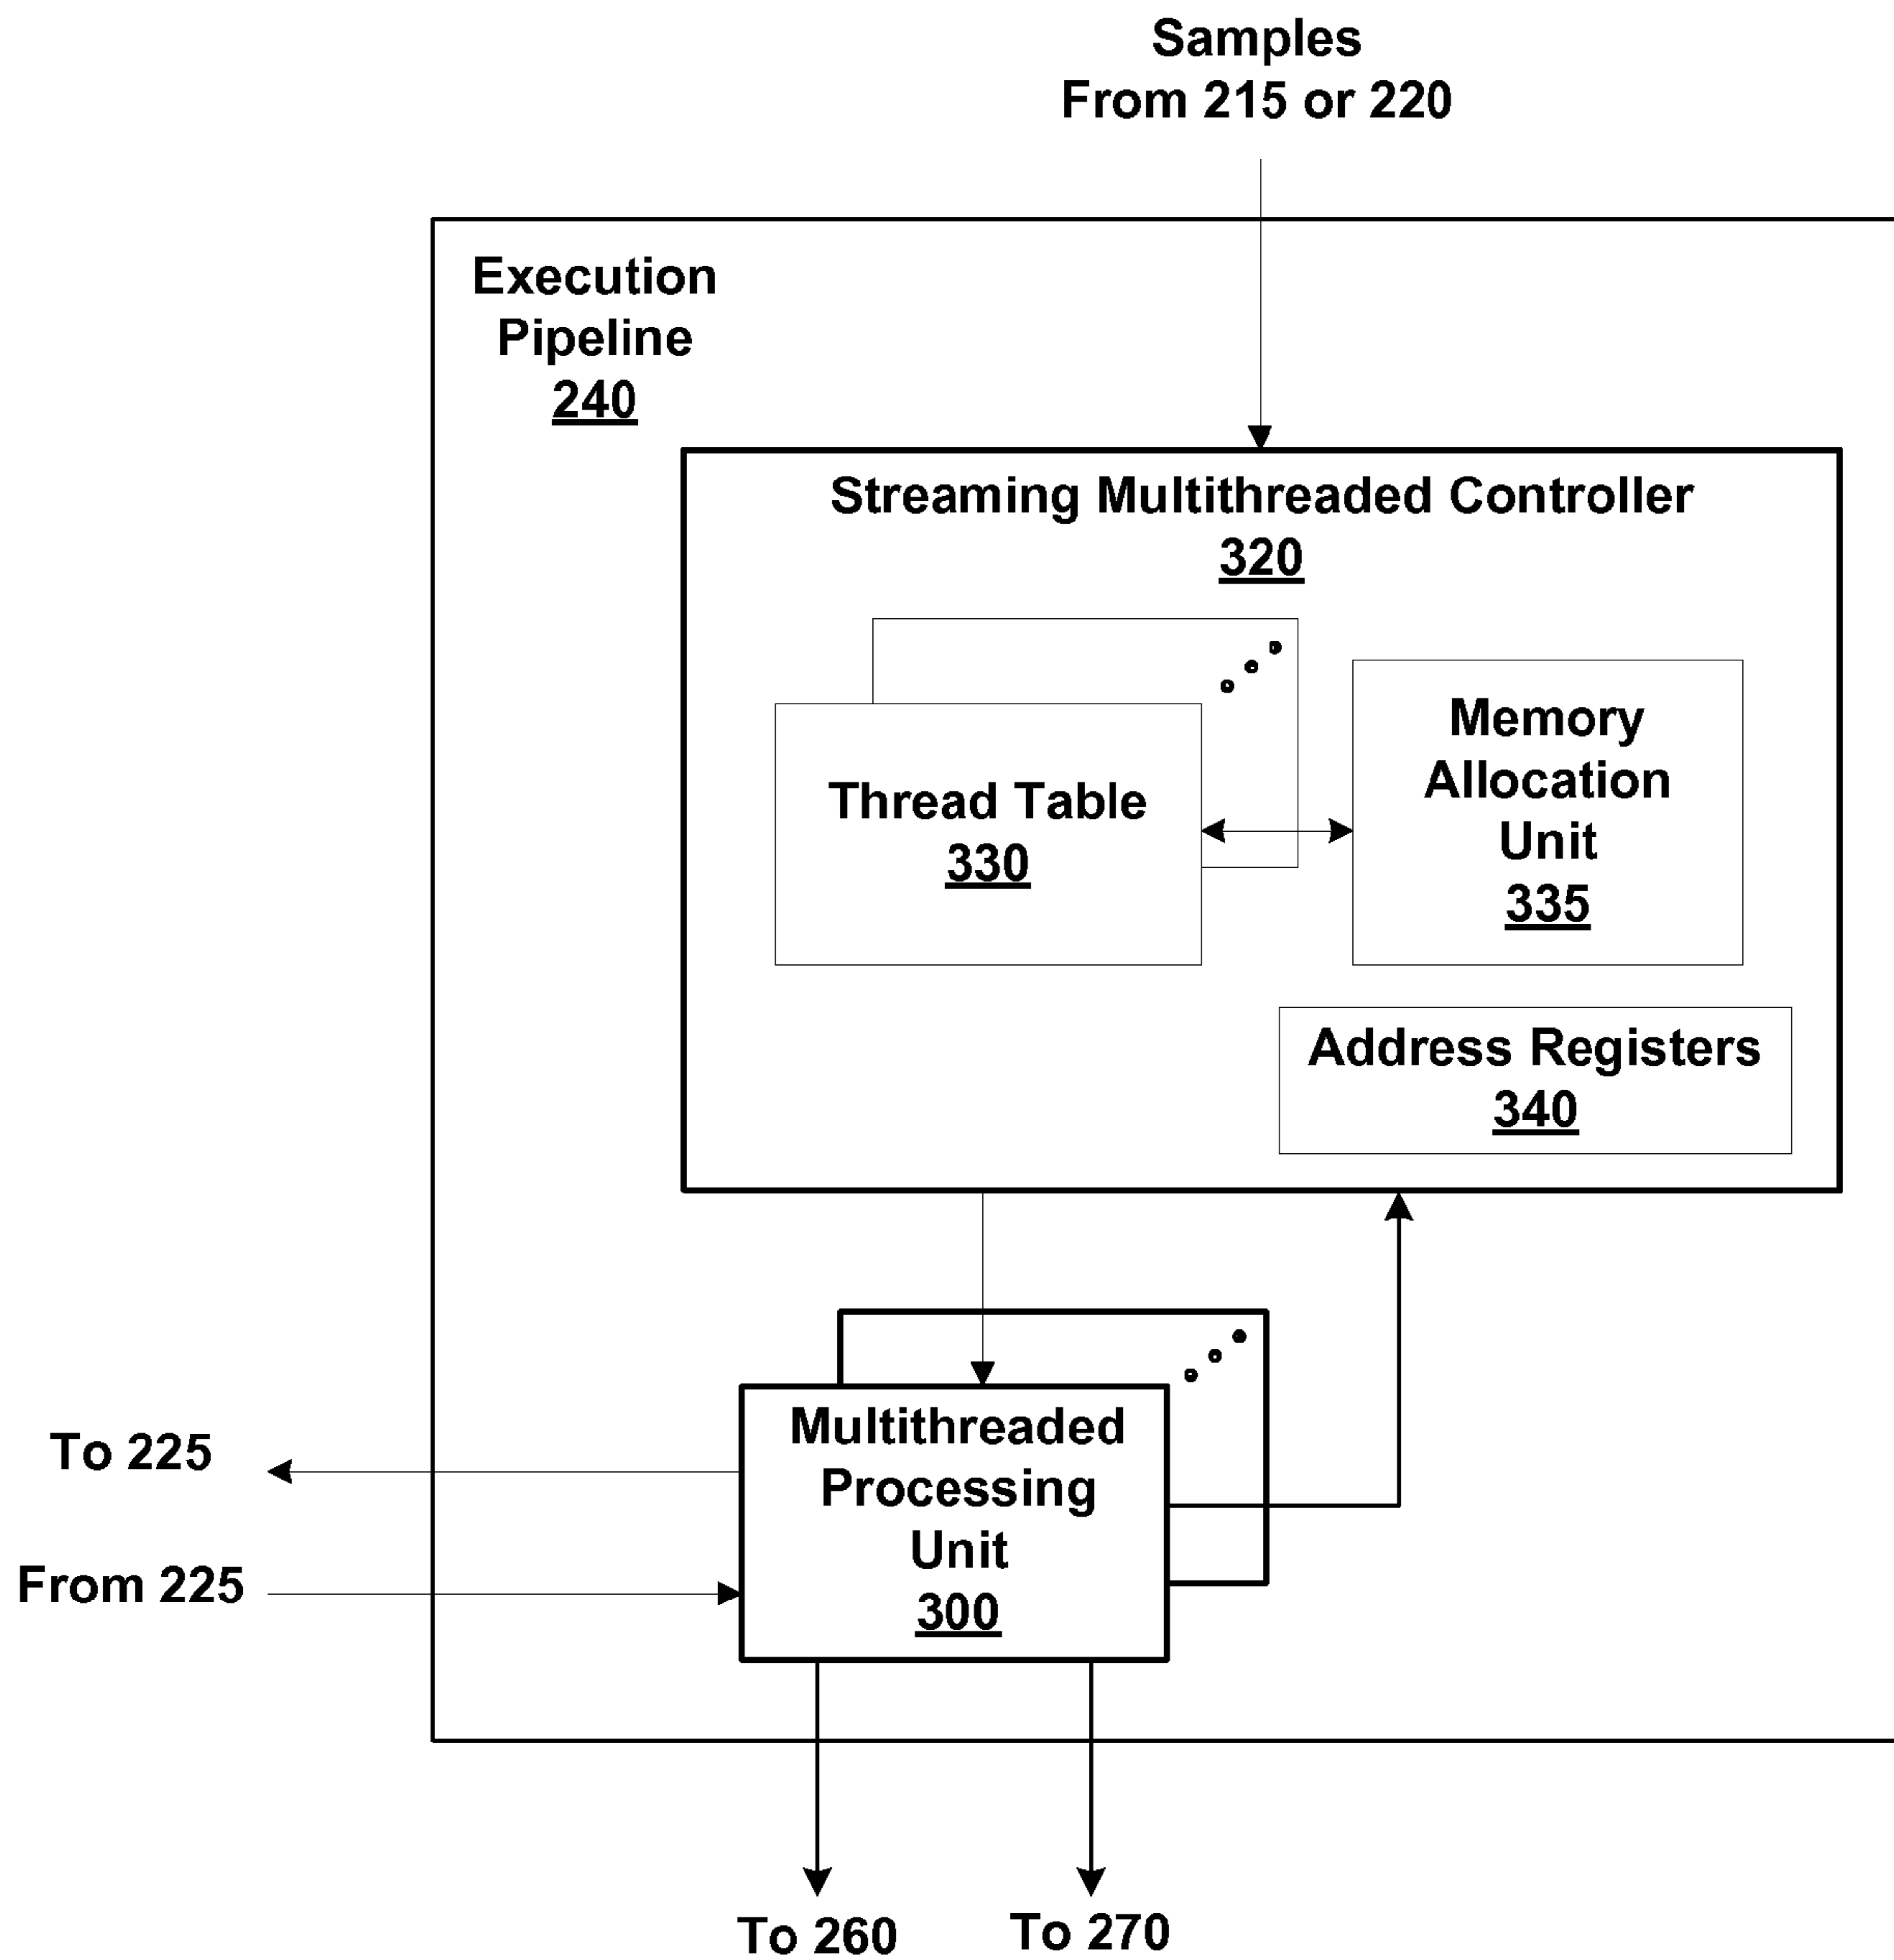 Samples
From 215 or 220
Execution
Pipeline
240
Streaming Multithreaded Controller
320
Thread Table
330
Memory
Allocation
Unit
335
Address Registers
340
Multithreaded
Processing
Unit
300
To 225
From 225
To 260
To 270